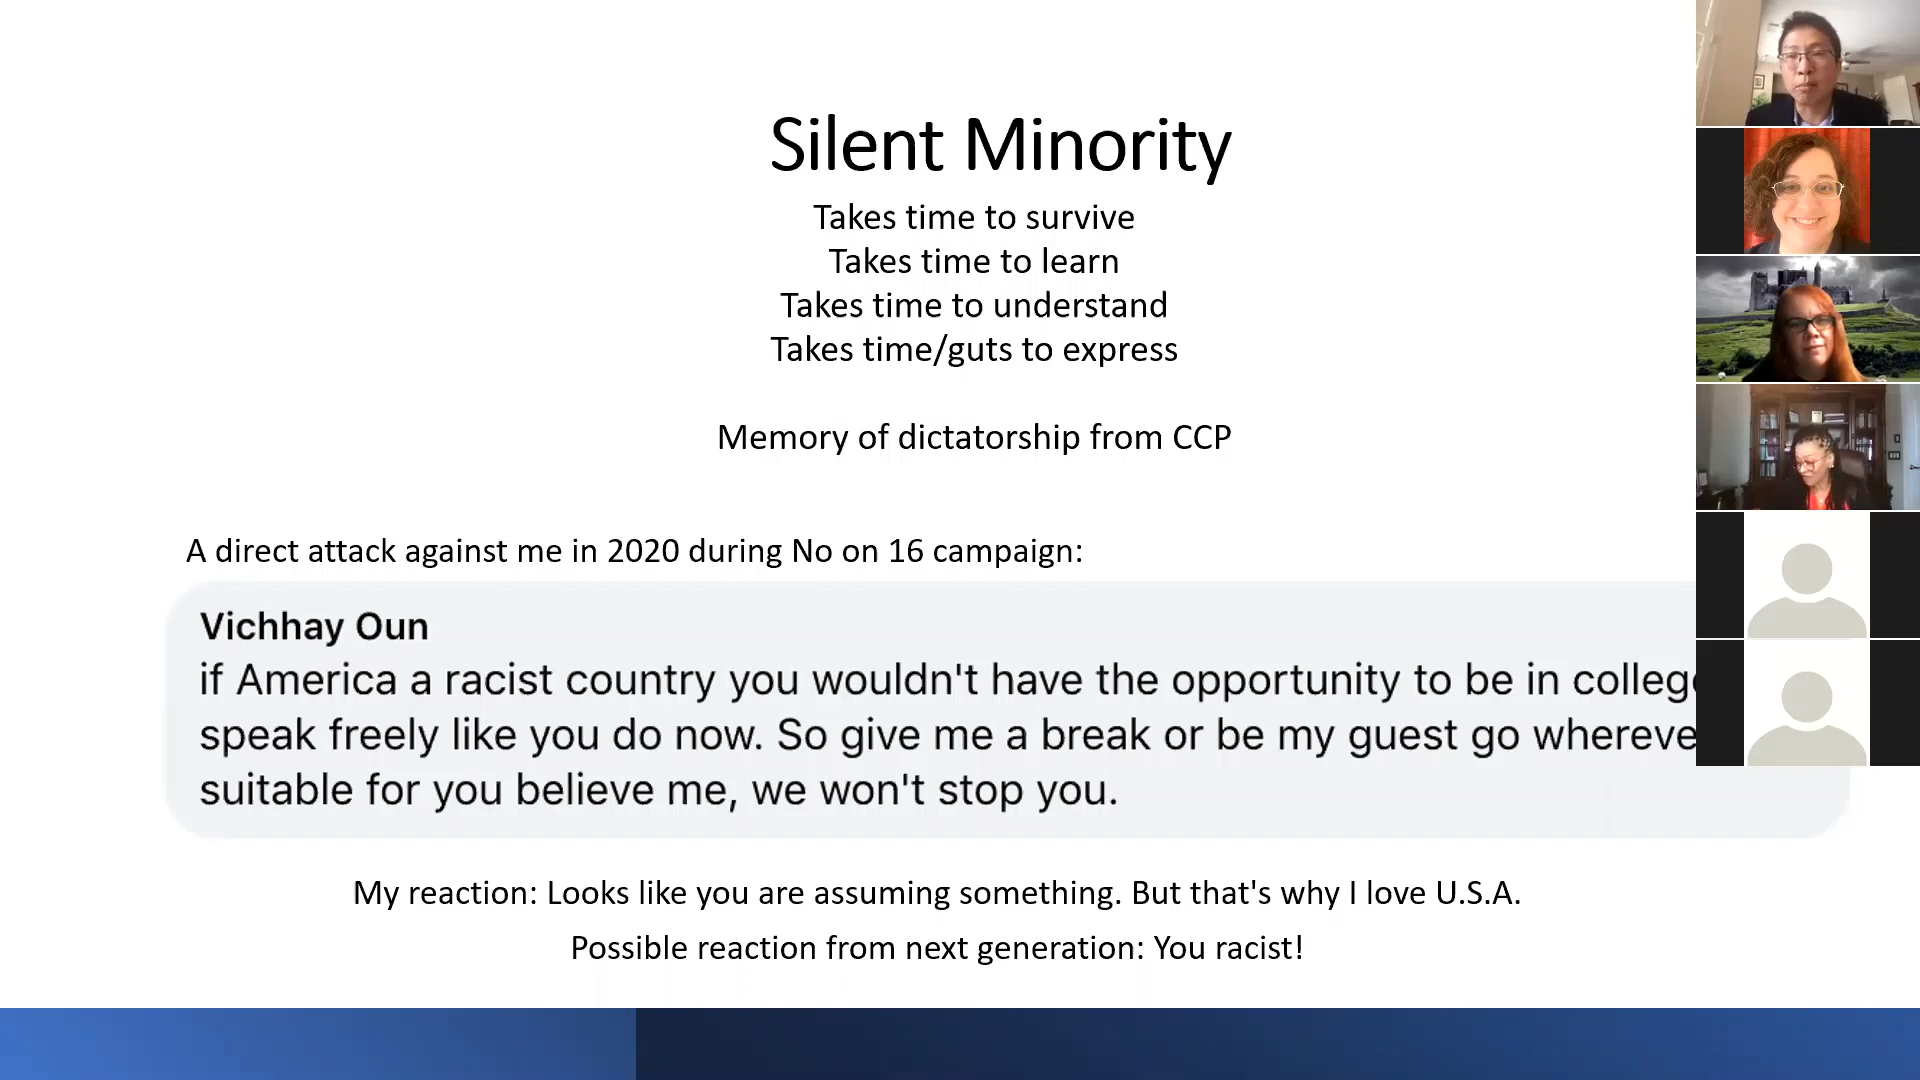 Silent Minority
Takes time to survive
Takes time to learn
Takes time to understand
Takes time/guts to express
Memory of dictatorship from CCP
A direct attack against me in 2020 during No on 16 campaign:
Vichhay Oun
if America a racist country you wouldn't have the opportunity to be in
speak freely like you do now. So give me a break or be my guest go
suitable for you believe me, we won't stop you.
My reaction: Looks like you are assuming something. But that's why I love U.S.A.
Possible reaction from next generation: You racist!